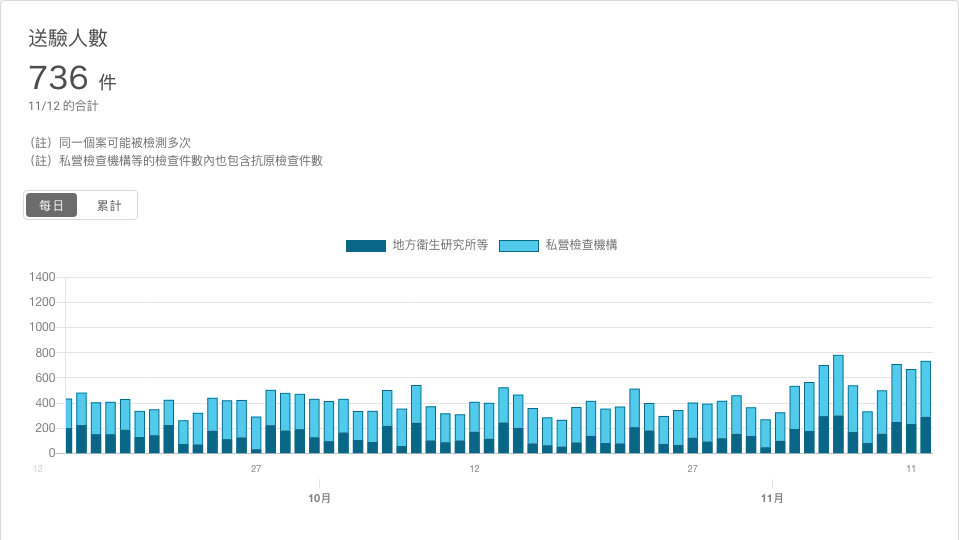 送驗人數
736 件
11/12 的合計
（註）同一個案可能被檢測多次
（註）私營檢查機構等的檢查件數內也包含抗原檢查件數
每日 累計
地方衛生研究所等 私營檢查機構
1400
1200
1000
800
600
400
200
0
12 27 12 27 11
10月 11月